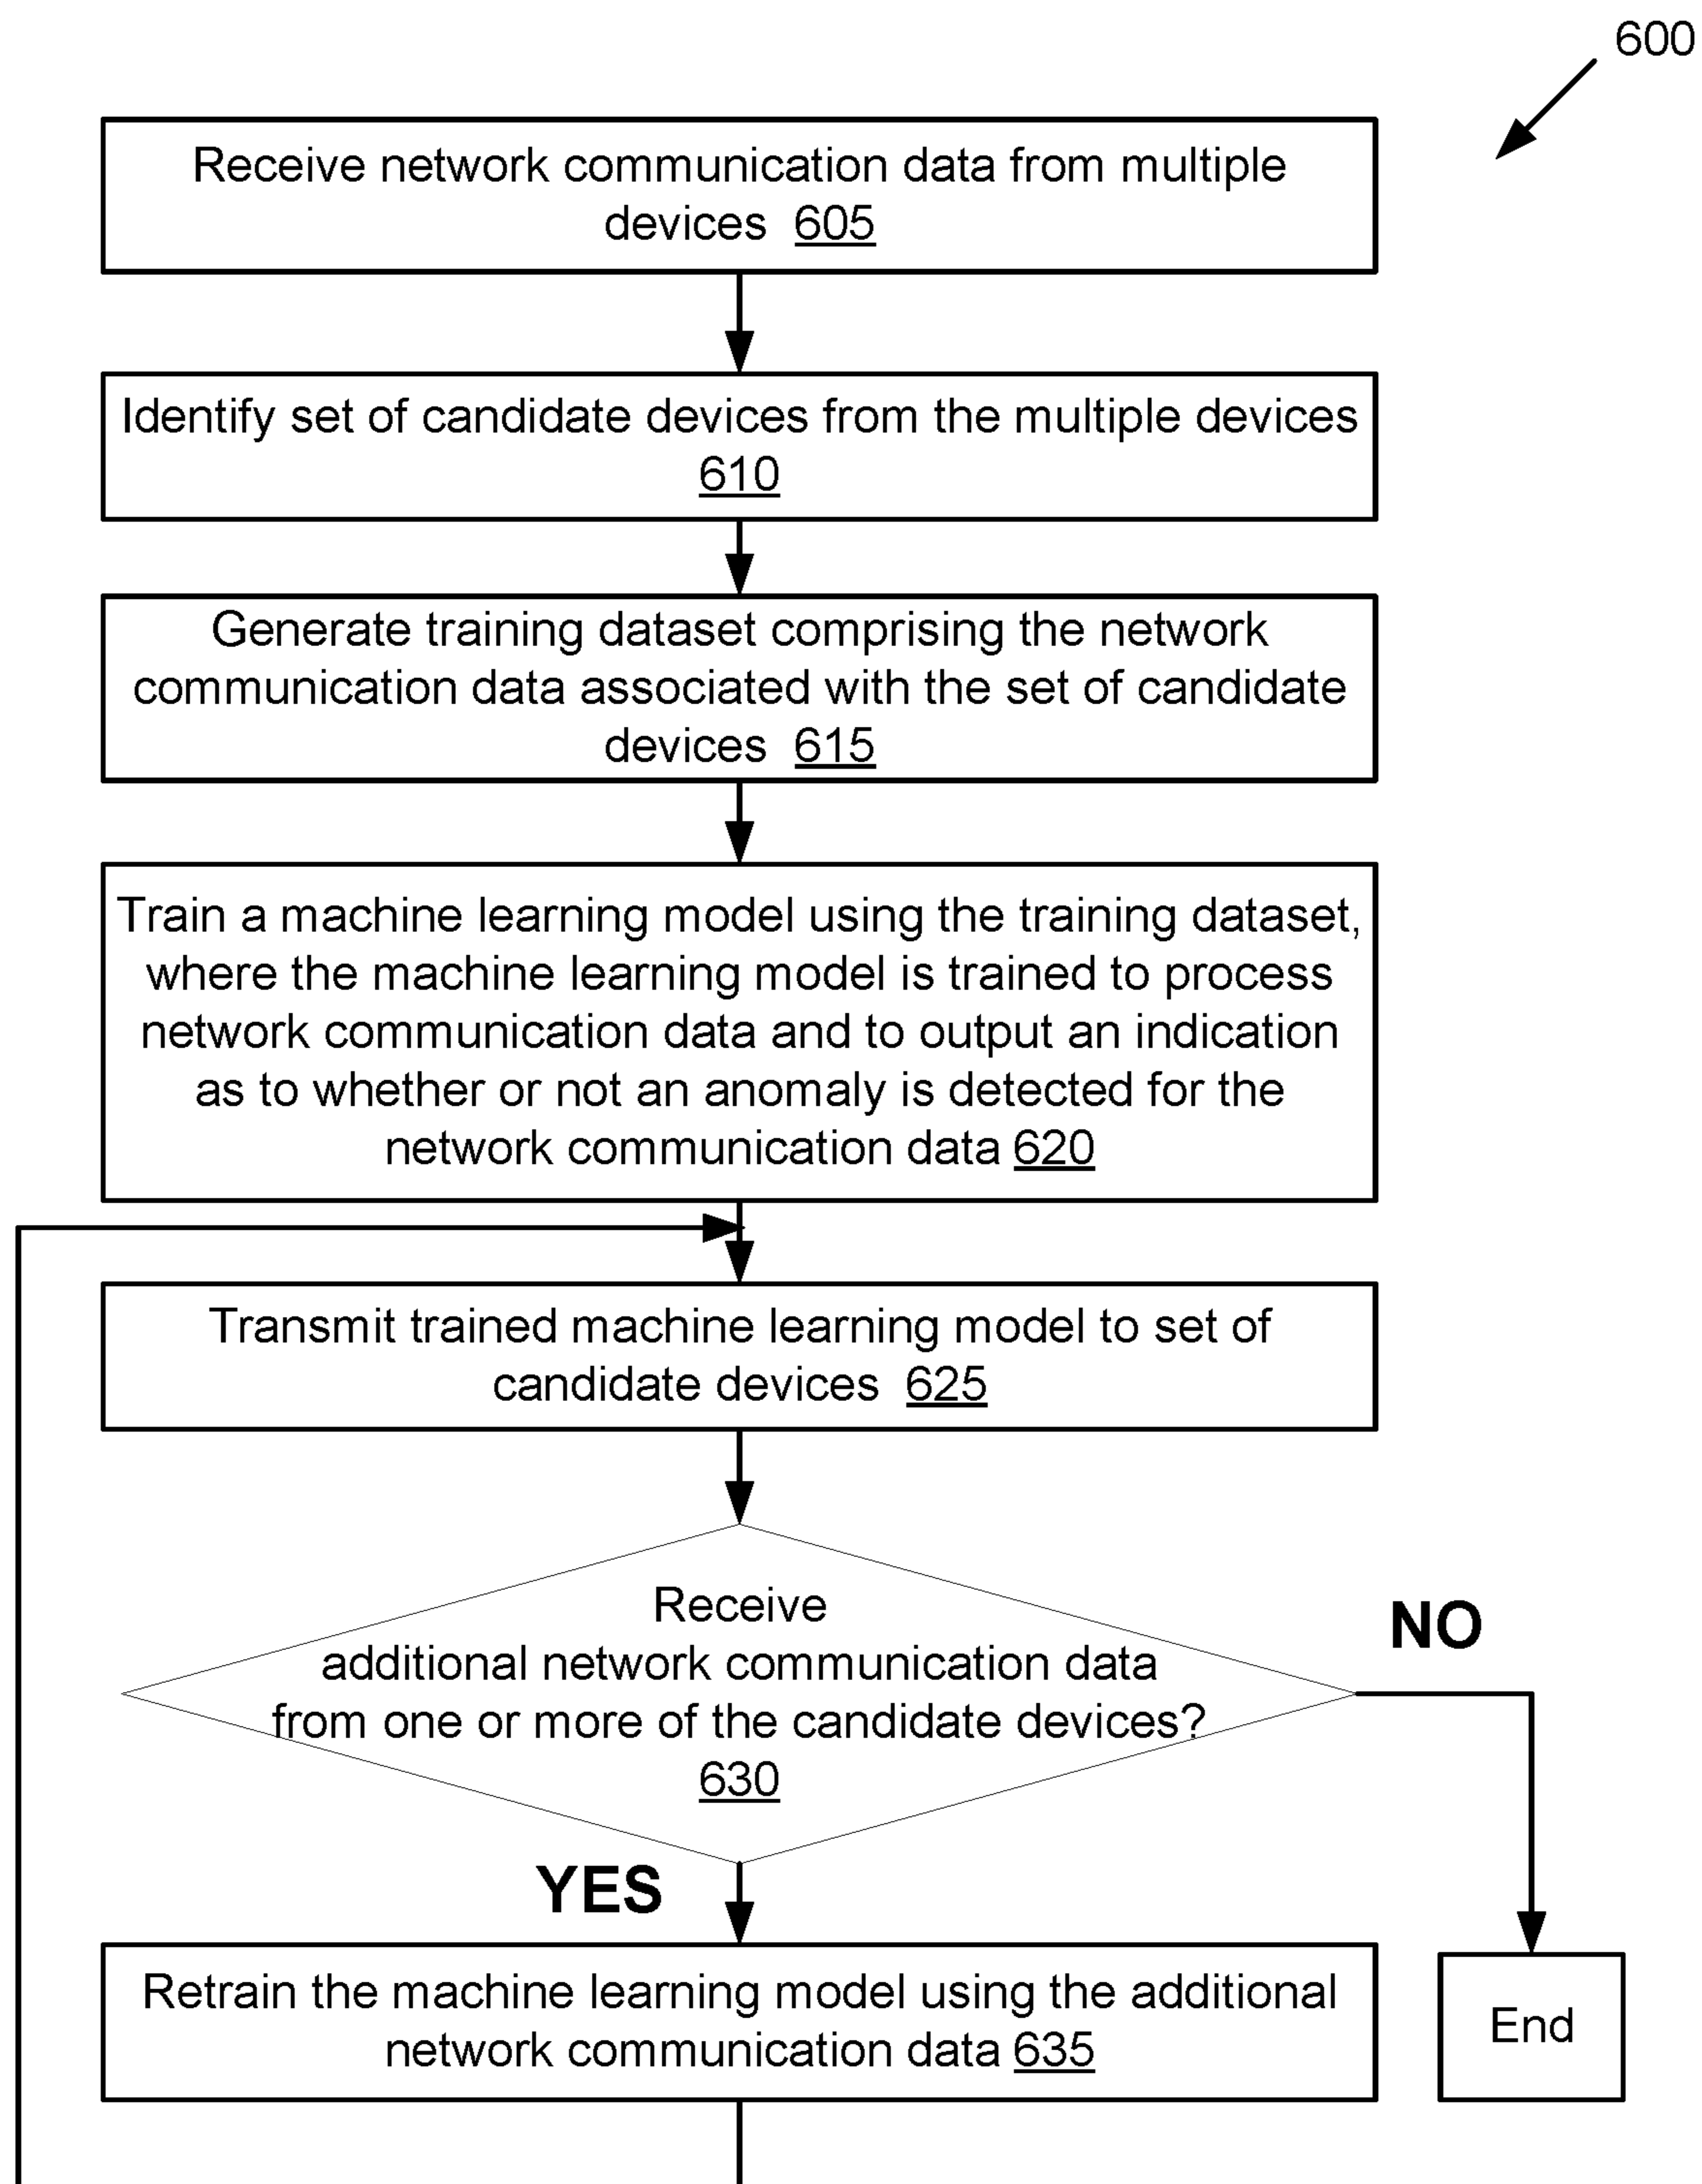 600
Receive network communication data from multiple
devices 605
Identify set of candidate devices from the multiple devices
610
Generate training dataset comprising the network
communication data associated with the set of candidate
devices 615
Train a machine learning model using the training dataset,
where the machine learning model is trained to process
network communication data and to output an indication
as to whether or not an anomaly is detected for the
network communication data 620
Transmit trained machine learning model to set of
candidate devices 625
Receive
additional network communication data
from one or more of the candidate devices?
630
NO
YES
Retrain the machine learning model using the additional
network communication data 635
End